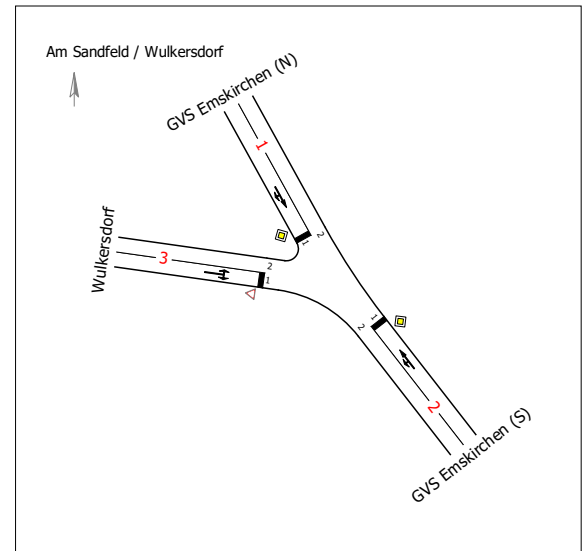 Am Sandfeld / Wulkersdorf
GVS Emskirchen (N)
1
2
1
Wulkersdorf
3
2
1
1
2
2
GVS Emskirchen (S)